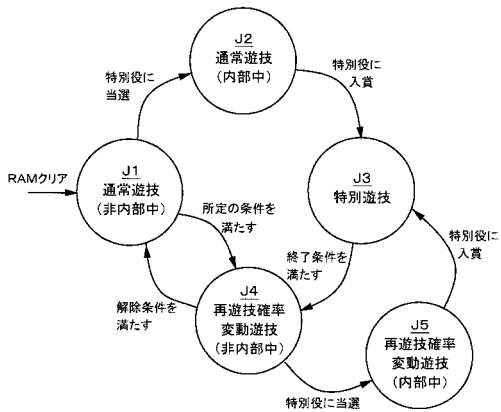 J2
通常遊技
(内部中)
特別役に
当選
特別役に
入賞
RAMクリア
J1
通常遊技
(非内部中)
J3
特別遊技
所定の条件を
満たす
終了条件を
満たす
特別役に
入賞
解除条件を
満たす
J4
再遊技確率
変動遊技
(非内部中)
J5
再遊技確率
変動遊技
(内部中)
特別役に当選